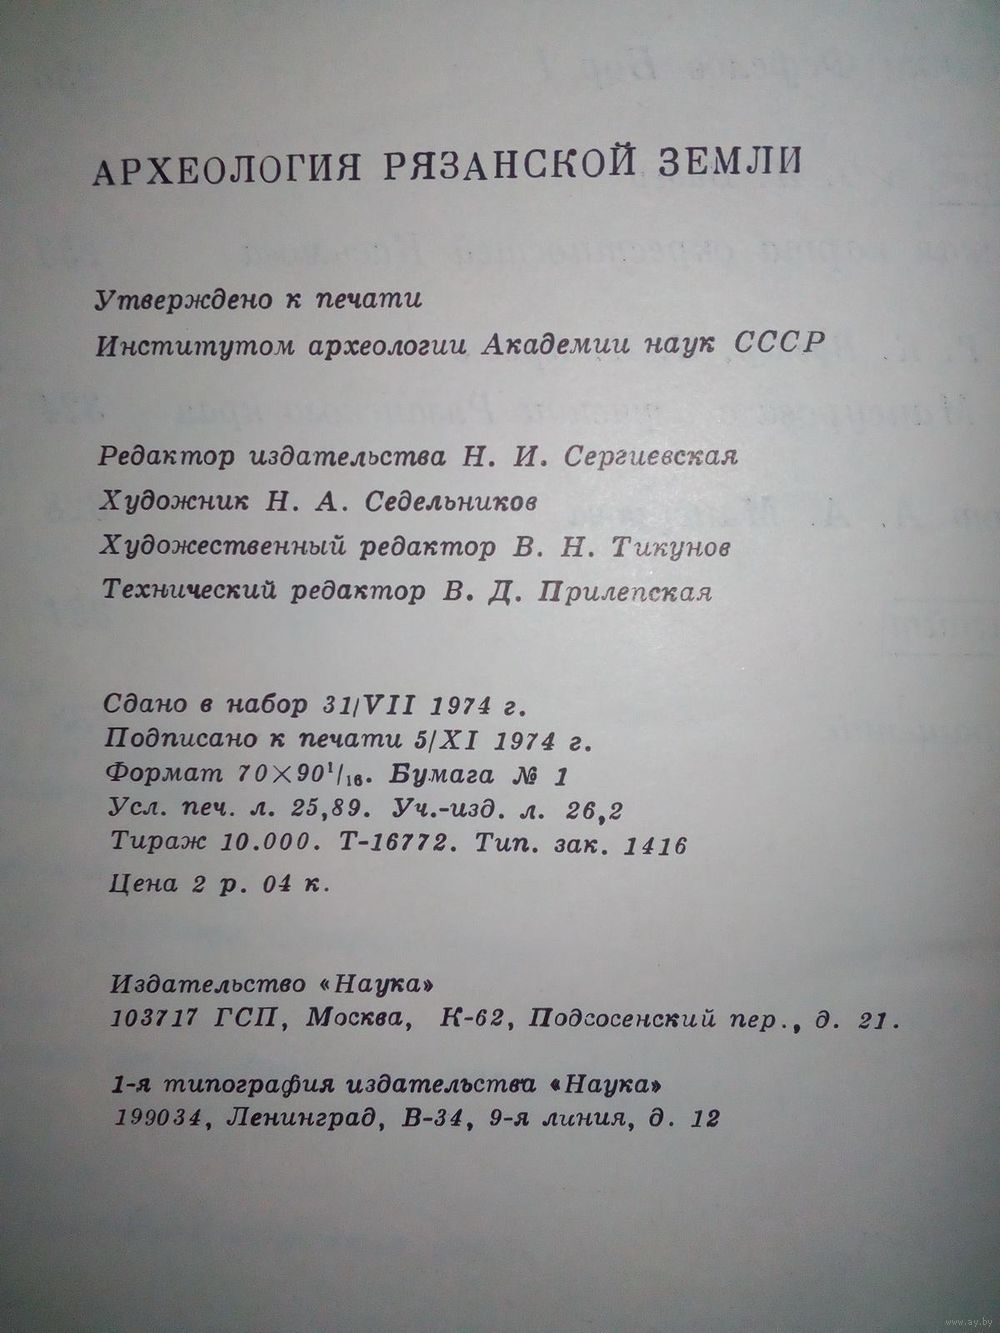 АРХЕОЛОГИЯ РЯЗАНСКОЙ ЗЕМЛИ
Утверждено к печати
Институтом археологии Академии наук СССР
Редактор издательства Н. И. Сергиевская
Художник Н. А. Седельников
Художественный редактор В. Н. Тикунов
Технический редактор В. Д. Прилепская
Сдано в набор 31/VII 1974 г.
Подписано к печати 5/XI 1974 г.
Формат 70×90¹/₁₆. Бумага № 1
Усл. печ. л. 25,89. Уч.-изд. л. 26,2
Тираж 10.000. Т-16772. Тип. зак. 1416
Цена 2 р. 04 к.
Издательство «Наука»
103717 ГСП, Москва, К-62, Подсосенский пер., д. 21.
1-я типография издательства «Наука»
199034, Ленинград, В-34, 9-я линия, д. 12
www.ay.by